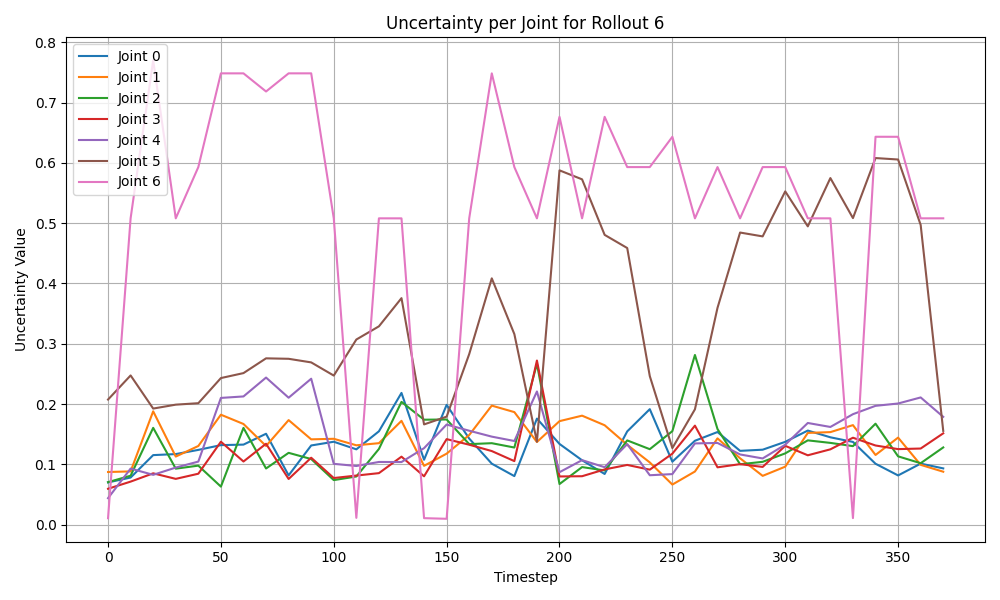 Uncertainty per Joint for Rollout 6
Uncertainty Value
0.8
0.7
0.6
0.5
0.4
0.3
0.2
0.1
0.0
Joint 0
Joint 1
Joint 2
Joint 3
Joint 4
Joint 5
Joint 6
0 50 100 150 200 250 300 350
Timestep